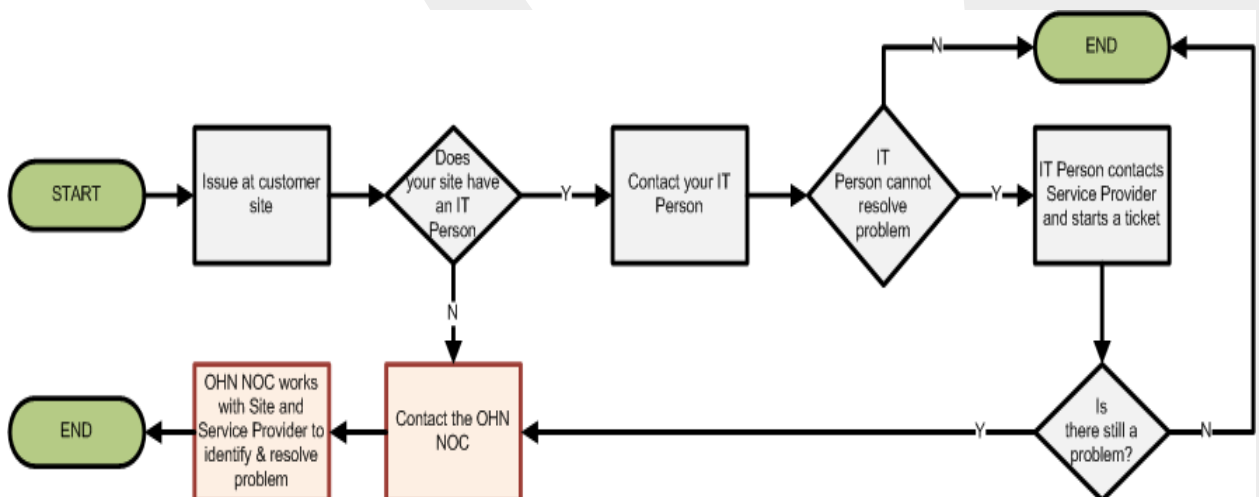 N
END
START
Issue at customer
site
Does
your site have
an IT
Person
Y
Contact your IT
Person
IT
Person cannot
resolve
problem
Y
IT Person contacts
Service Provider
and starts a ticket
N
END
OHN NOC works
with Site and
Service Provider to
identify & resolve
problem
Contact the OHN
NOC
Y
Is
there still a
problem?
N